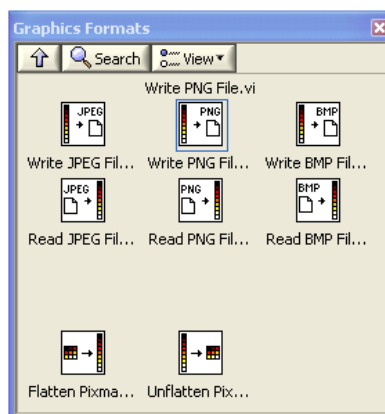 Graphics Formats
Search View
Write PNG File.vi
JPEG PNG BMP
Write JPEG Fil... Write PNG Fil... Write BMP Fil...
JPEG PNG BMP
Read JPEG Fil... Read PNG Fil... Read BMP Fil...
Flatten Pixma... Unflatten Pix...